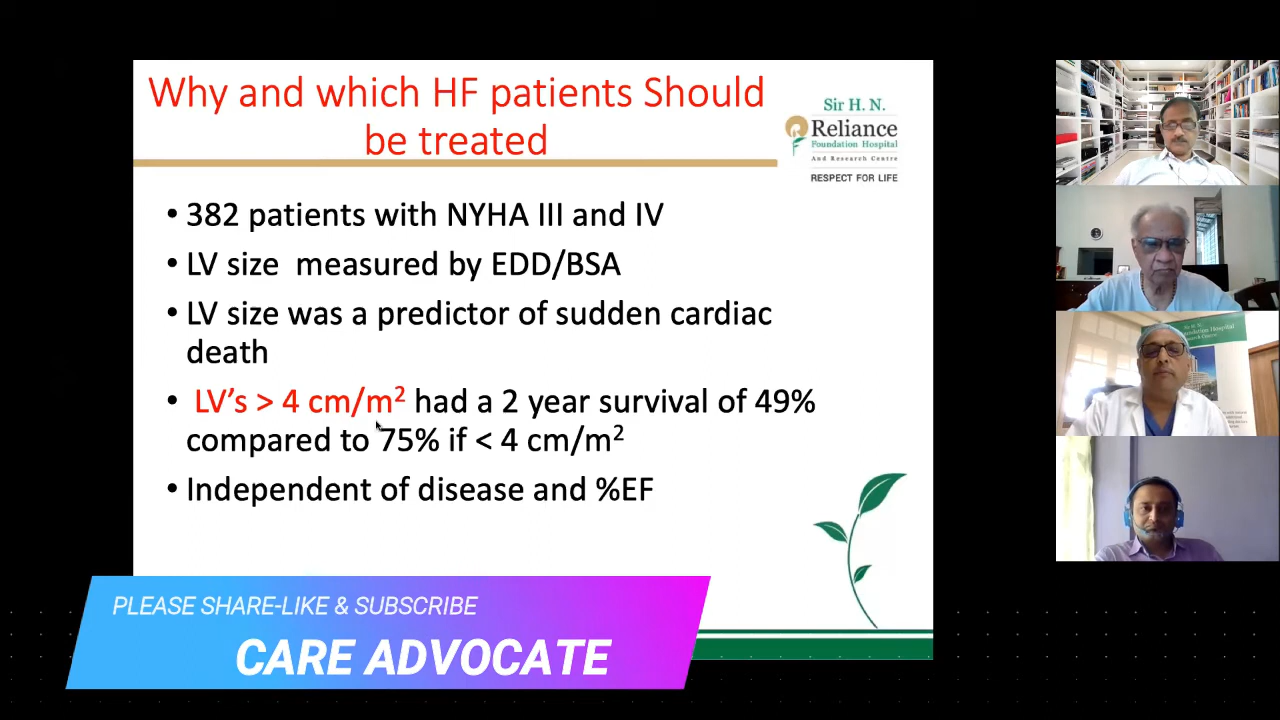 Why and which HF patients Should
be treated
Sir H. N.
Reliance
Foundation Hospital
And Research Centre
RESPECT FOR LIFE
• 382 patients with NYHA III and IV
• LV size measured by EDD/BSA
• LV size was a predictor of sudden cardiac
death
• LV's > 4 cm/m² had a 2 year survival of 49%
compared to 75% if < 4 cm/m²
• Independent of disease and %EF
PLEASE SHARE-LIKE & SUBSCRIBE
CARE ADVOCATE